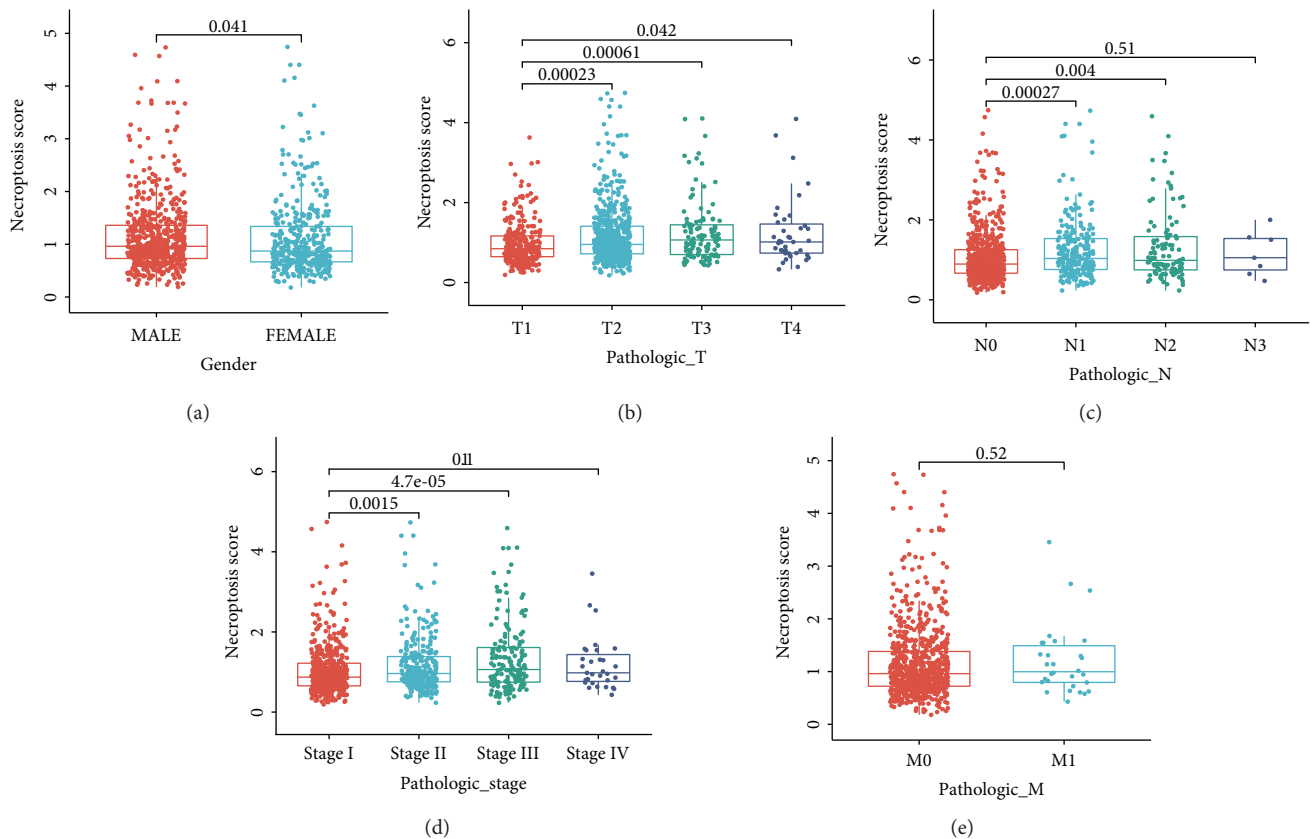 0.041
5
4
3
2
1
0
Necroptosis score
MALE
FEMALE
Gender
(a)
0.042
0.00061
0.00023
6
4
2
0
Necroptosis score
T1
T2
T3
T4
Pathologic_T
(b)
0.51
0.004
0.00027
6
4
2
0
Necroptosis score
N0
N1
N2
N3
Pathologic_N
(c)
0.11
4.7e-05
0.0015
6
4
2
0
Necroptosis score
Stage I
Stage II
Stage III
Stage IV
Pathologic_stage
(d)
0.52
5
4
3
2
1
0
Necroptosis score
M0
M1
Pathologic_M
(e)